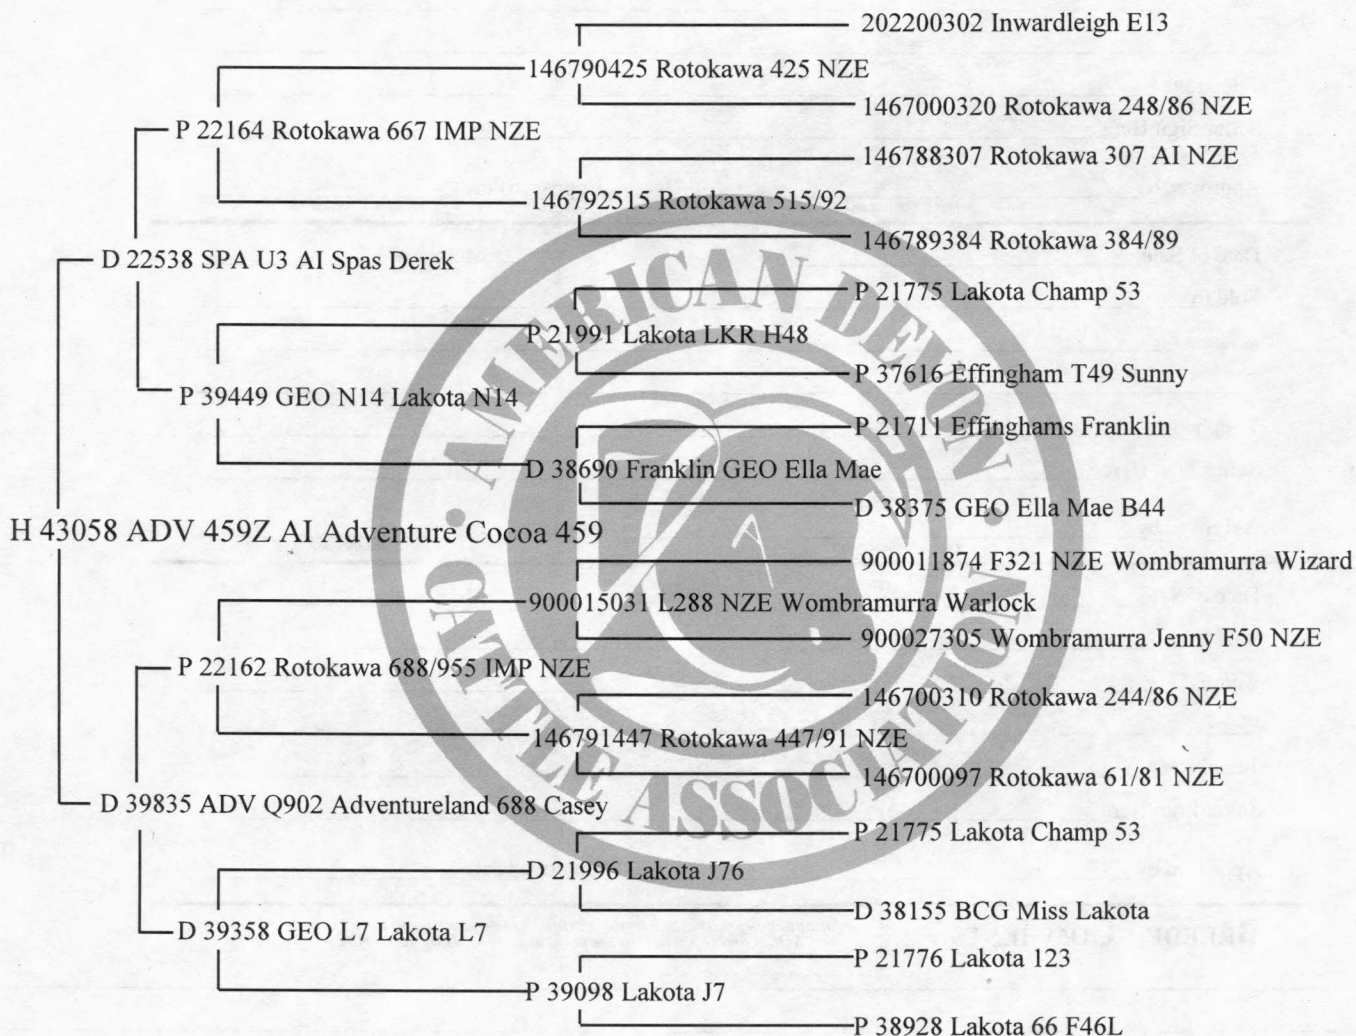 202200302 Inwardleigh E13
146790425 Rotokawa 425 NZE
1467000320 Rotokawa 248/86 NZE
P 22164 Rotokawa 667 IMP NZE
146788307 Rotokawa 307 AI NZE
146792515 Rotokawa 515/92
146789384 Rotokawa 384/89
D 22538 SPA U3 AI Spas Derek
P 21775 Lakota Champ 53
P 21991 Lakota LKR H48
P 37616 Effingham T49 Sunny
P 39449 GEO N14 Lakota N14
P 21711 Effinghams Franklin
D 38690 Franklin GEO Ella Mae
D 38375 GEO Ella Mae B44
H 43058 ADV 459Z AI Adventure Cocoa 459
900011874 F321 NZE Wombramurra Wizard
900015031 L288 NZE Wombramurra Warlock
900027305 Wombramurra Jenny F50 NZE
P 22162 Rotokawa 688/955 IMP NZE
146700310 Rotokawa 244/86 NZE
146791447 Rotokawa 447/91 NZE
146700097 Rotokawa 61/81 NZE
D 39835 ADV Q902 Adventureland 688 Casey
P 21775 Lakota Champ 53
D 21996 Lakota J76
D 38155 BCG Miss Lakota
D 39358 GEO L7 Lakota L7
P 21776 Lakota 123
P 39098 Lakota J7
P 38928 Lakota 66 F46L
AMERICAN DEVON
CATTLE ASSOCIATION